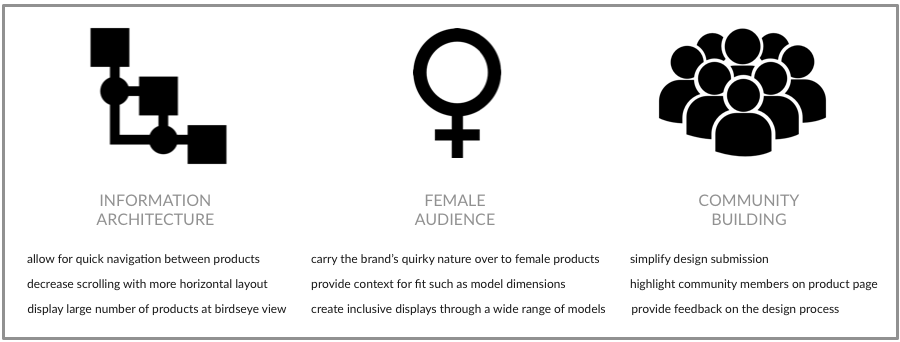 INFORMATION
ARCHITECTURE
allow for quick navigation between products
decrease scrolling with more horizontal layout
display large number of products at birdseye view
FEMALE
AUDIENCE
carry the brand's quirky nature over to female products
provide context for fit such as model dimensions
create inclusive displays through a wide range of models
COMMUNITY
BUILDING
simplify design submission
highlight community members on product page
provide feedback on the design process